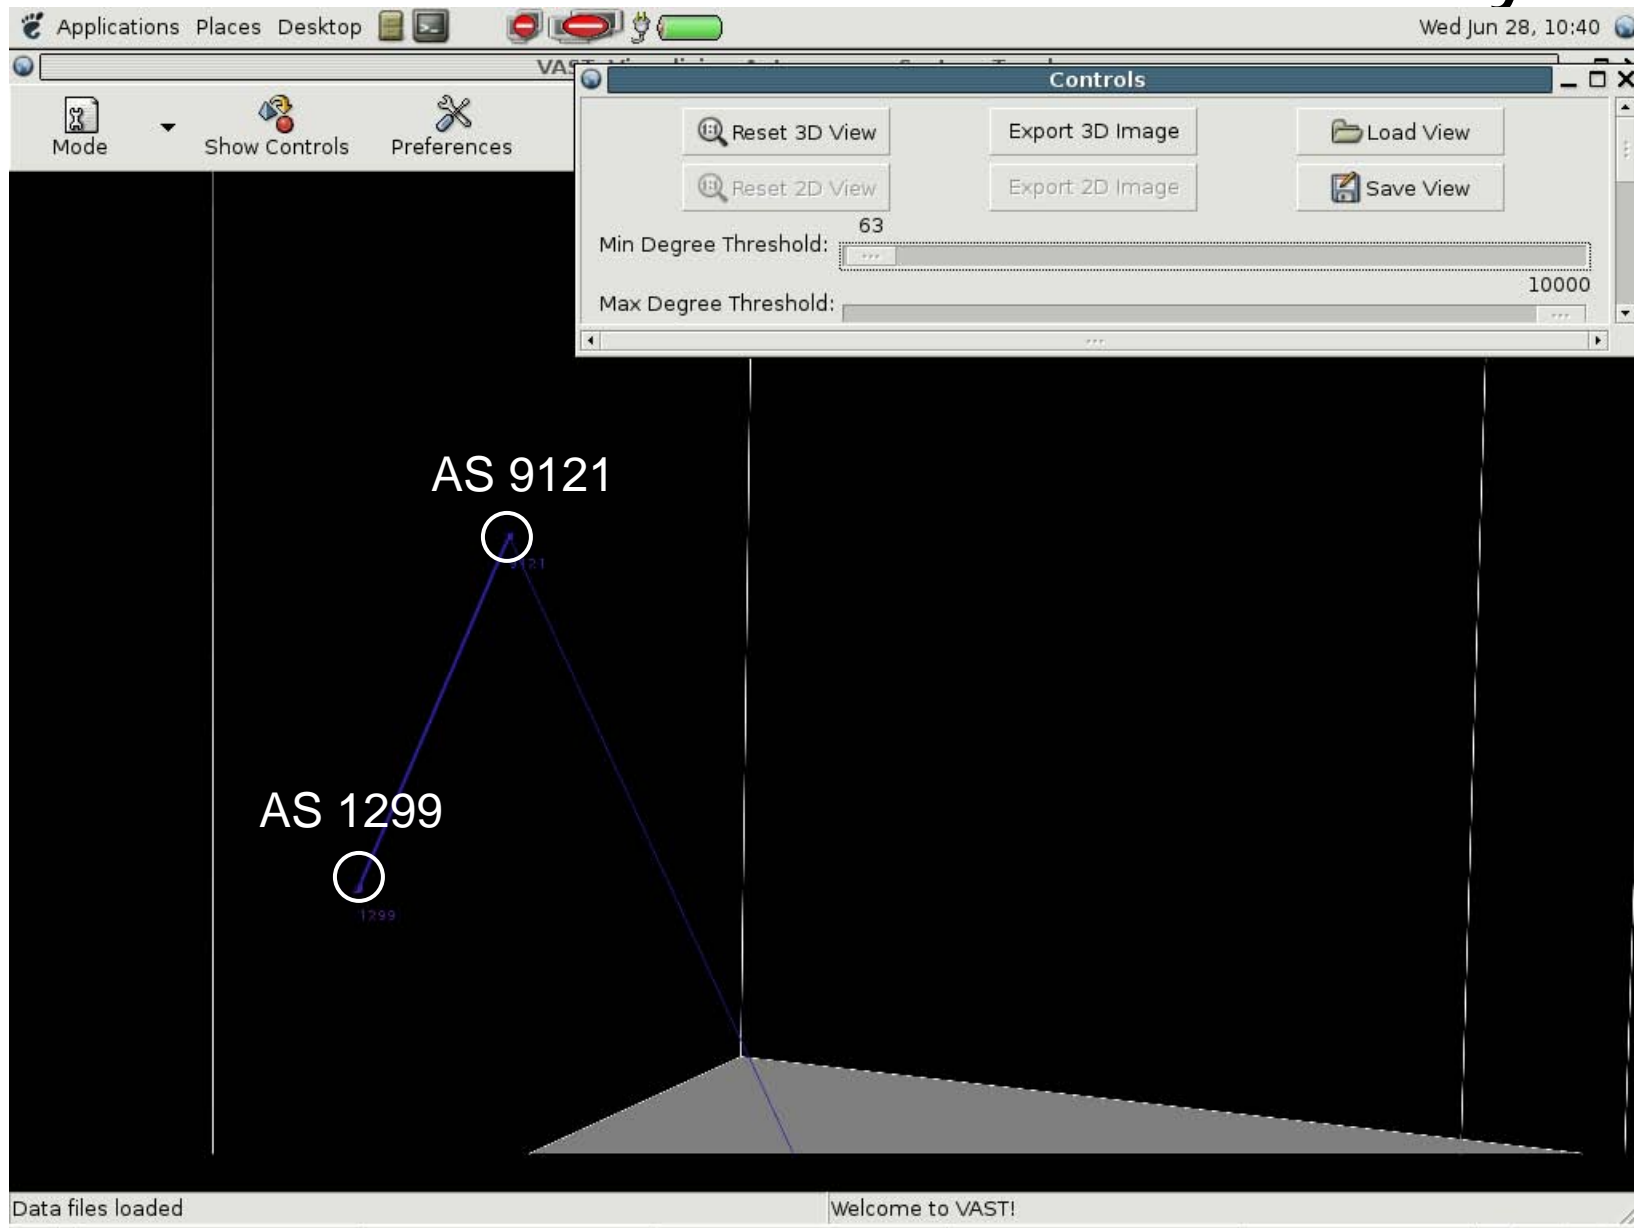 Applications Places Desktop
Wed Jun 28, 10:40
Controls
Mode
Show Controls
Preferences
Reset 3D View
Export 3D Image
Load View
Reset 2D View
Export 2D Image
Save View
63
Min Degree Threshold:
10000
Max Degree Threshold:
AS 9121
AS 1299
1299
Data files loaded
Welcome to VAST!